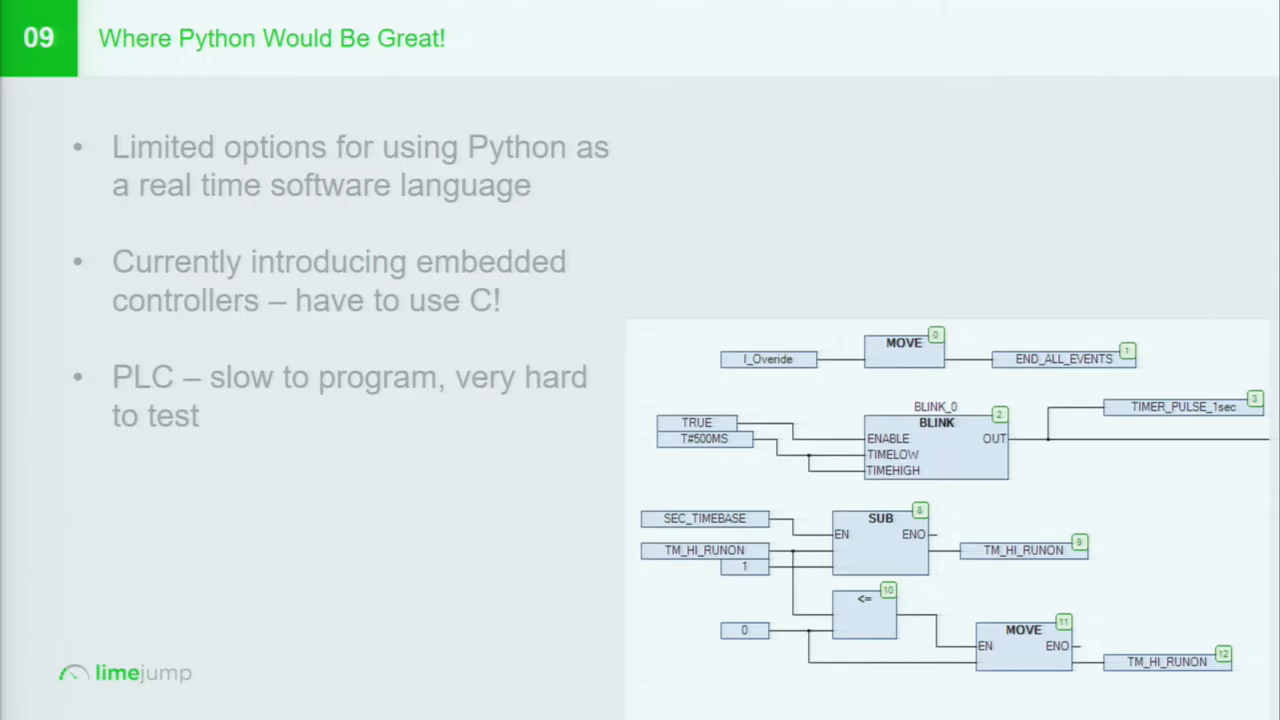 09
Where Python Would Be Great!
• Limited options for using Python as
a real time software language
• Currently introducing embedded
controllers – have to use C!
• PLC – slow to program, very hard
to test
I_Overide
MOVE
0
END_ALL_EVENTS
1
BLINK_0
TRUE
T#500MS
BLINK
2
ENABLE
OUT
TIMELOW
TIMEHIGH
TIMER_PULSE_1sec
3
SEC_TIMEBASE
TM_HI_RUNON
1
SUB
8
EN
ENO
TM_HI_RUNON
9
<=
10
0
MOVE
11
EN
ENO
TM_HI_RUNON
12
limejump